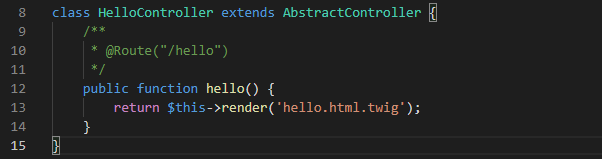 8 class HelloController extends AbstractController {
9     /**
10      * @Route("/hello")
11      */
12     public function hello() {
13         return $this->render('hello.html.twig');
14     }
15 }